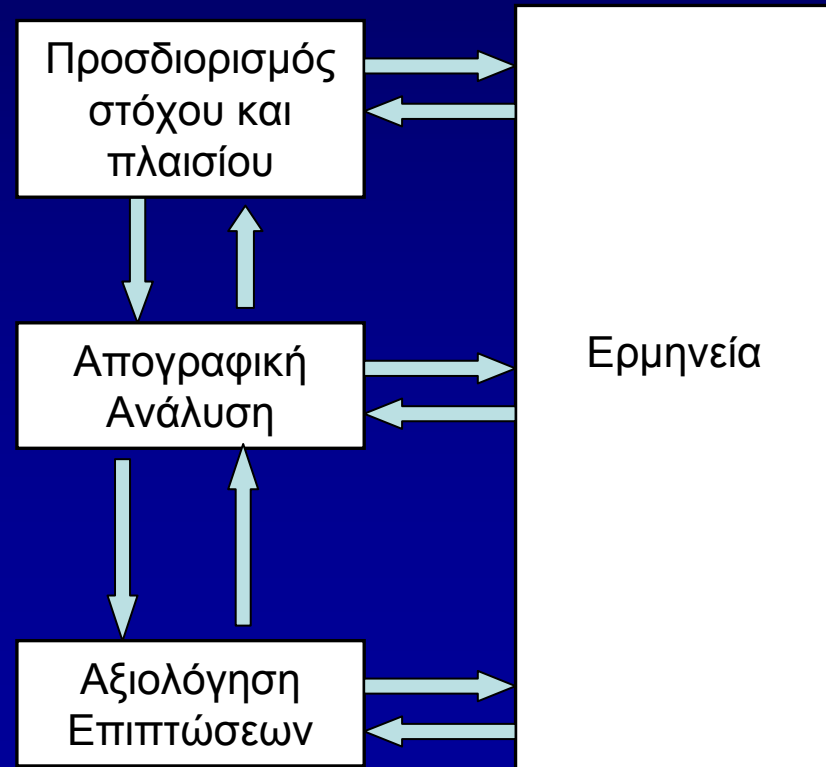 Προσδιορισμός
στόχου και
πλαισίου
Απογραφική
Ανάλυση
Ερμηνεία
Αξιολόγηση
Επιπτώσεων